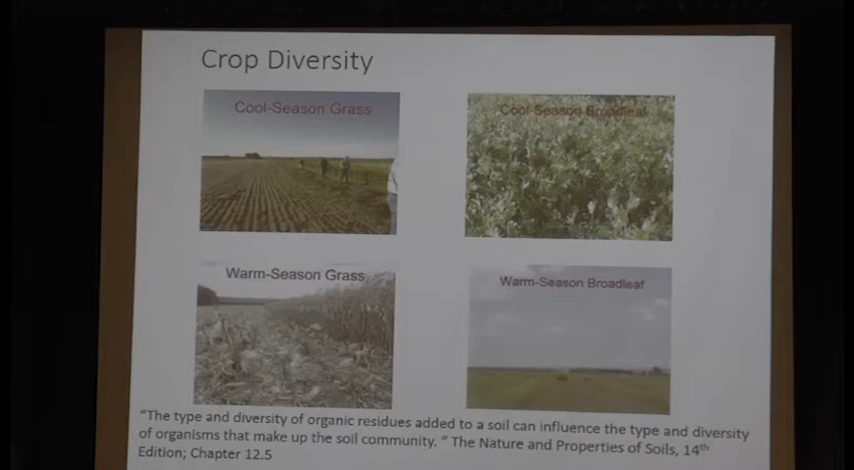 Crop Diversity
Cool-Season Grass
Cool-Season Broadleaf
Warm-Season Grass
Warm-Season Broadleaf
"The type and diversity of organic residues added to a soil can influence the type and diversity
of organisms that make up the soil community. " The Nature and Properties of Soils, 14th
Edition; Chapter 12.5